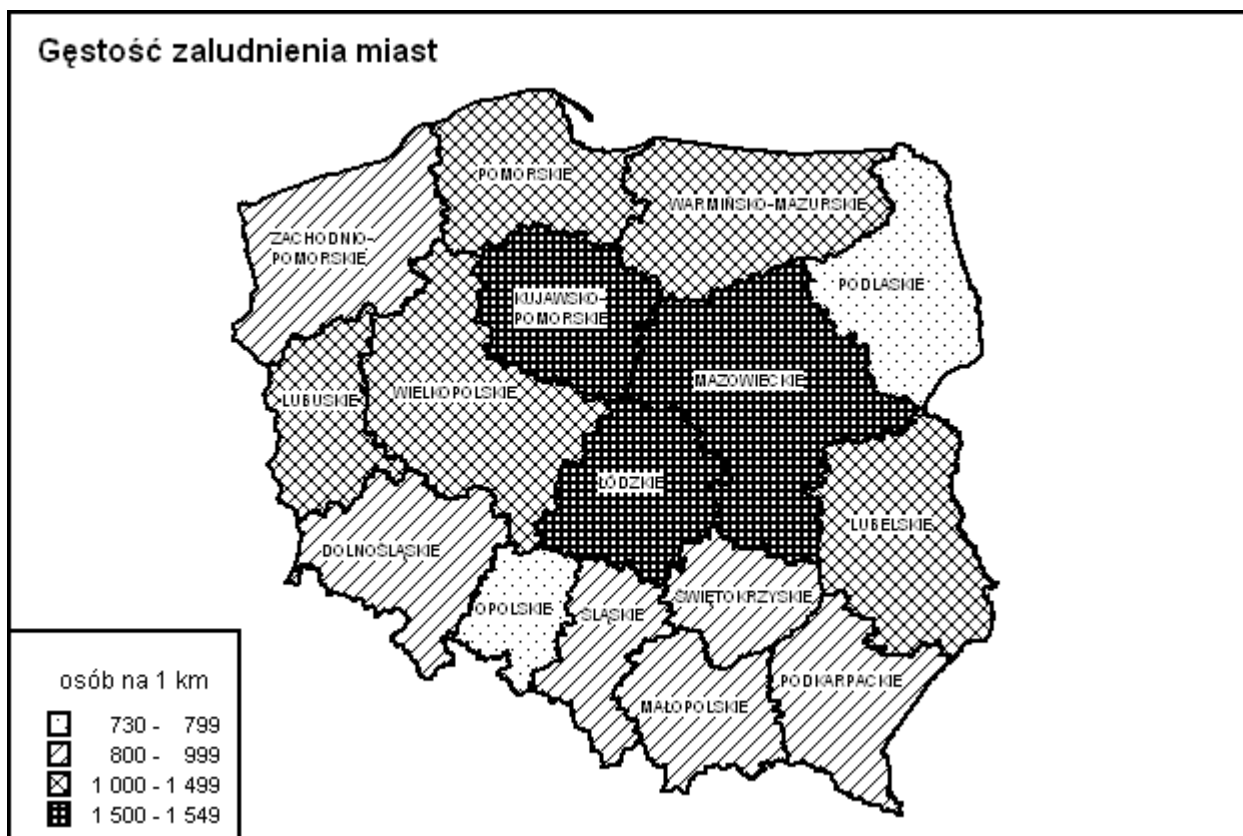 Gęstość zaludnienia miast
POMORSKIE
WARMIŃSKO-MAZURSKIE
ZACHODNIO-
POMORSKIE
PODLASKIE
KUJAWSKO-
POMORSKIE
MAZOWIECKIE
LUBUSKIE
WIELKOPOLSKIE
ŁÓDZKIE
LUBELSKIE
DOLNOŚLĄSKIE
OPOLSKIE
ŚLĄSKIE
ŚWIĘTOKRZYSKIE
PODKARPACKIE
MAŁOPOLSKIE
osób na 1 km
730 - 799
800 - 999
1 000 - 1 499
1 500 - 1 549